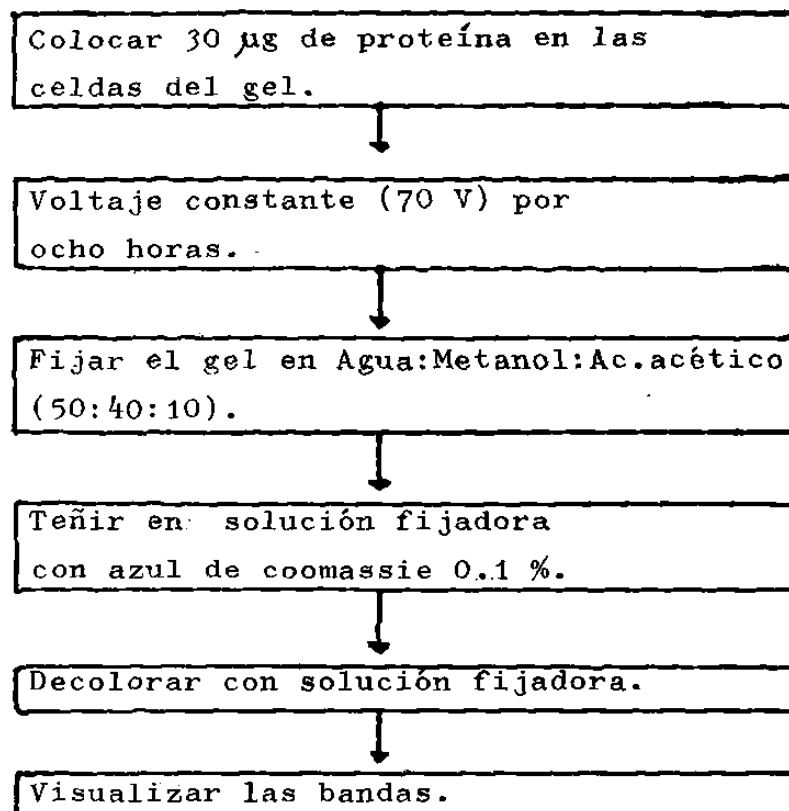 Colocar 30 µg de proteína en las
celdas del gel.
Voltaje constante (70 V) por
ocho horas.
Fijar el gel en Agua:Metanol:Ac.acético
(50:40:10).
Teñir en solución fijadora
con azul de coomassie 0.1 %.
Decolorar con solución fijadora.
Visualizar las bandas.